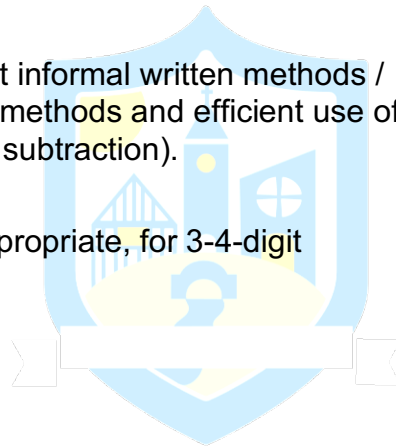 t informal written methods /
methods and efficient use of
subtraction).
propriate, for 3-4-digit